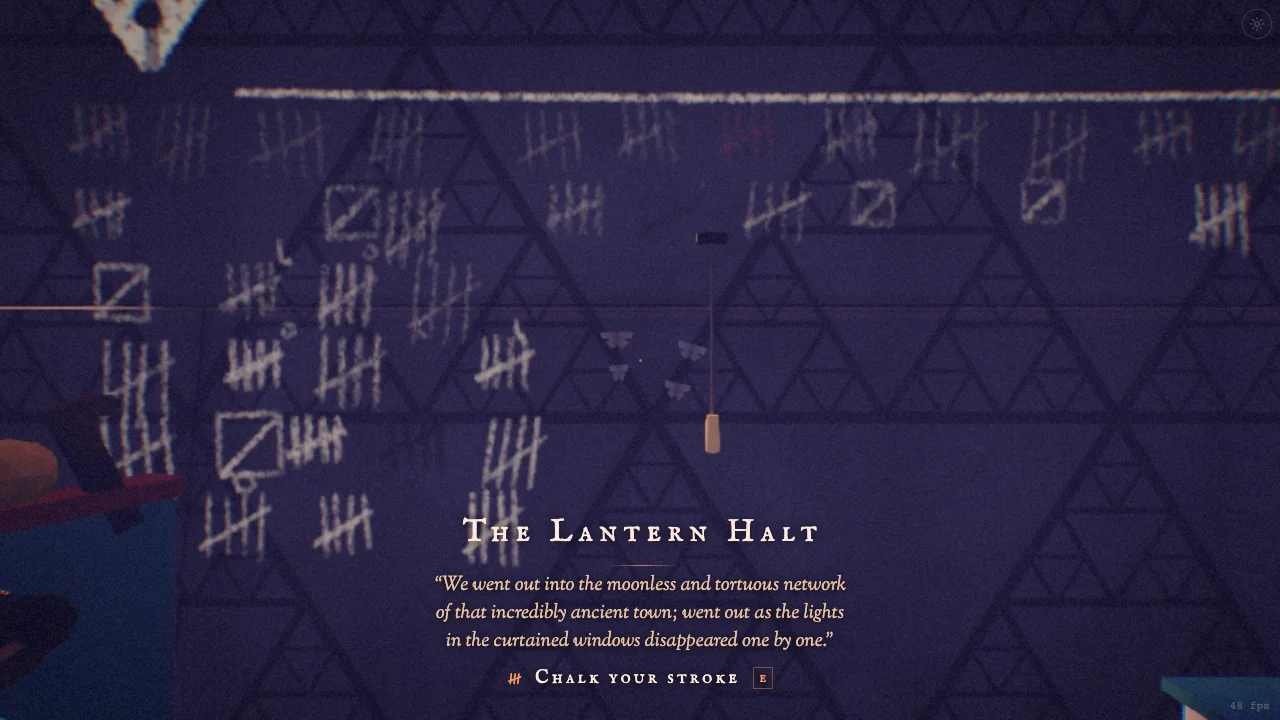 The Lantern Halt
“We went out into the moonless and tortuous network
of that incredibly ancient town; went out as the lights
in the curtained windows disappeared one by one.”
Chalk your stroke E
48 fps